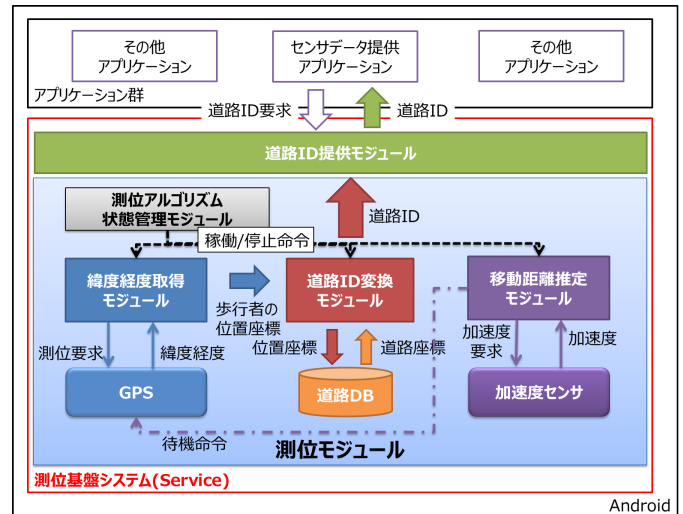 その他
アプリケーション
センサデータ提供
アプリケーション
その他
アプリケーション
アプリケーション群
道路ID要求
道路ID
道路ID提供モジュール
測位アルゴリズム
状態管理モジュール
道路ID
稼働/停止命令
緯度経度取得
モジュール
道路ID変換
モジュール
移動距離推定
モジュール
歩行者の
位置座標
測位要求
緯度経度
位置座標
道路座標
加速度
要求
加速度
GPS
道路DB
加速度センサ
待機命令
測位モジュール
測位基盤システム(Service)
Android